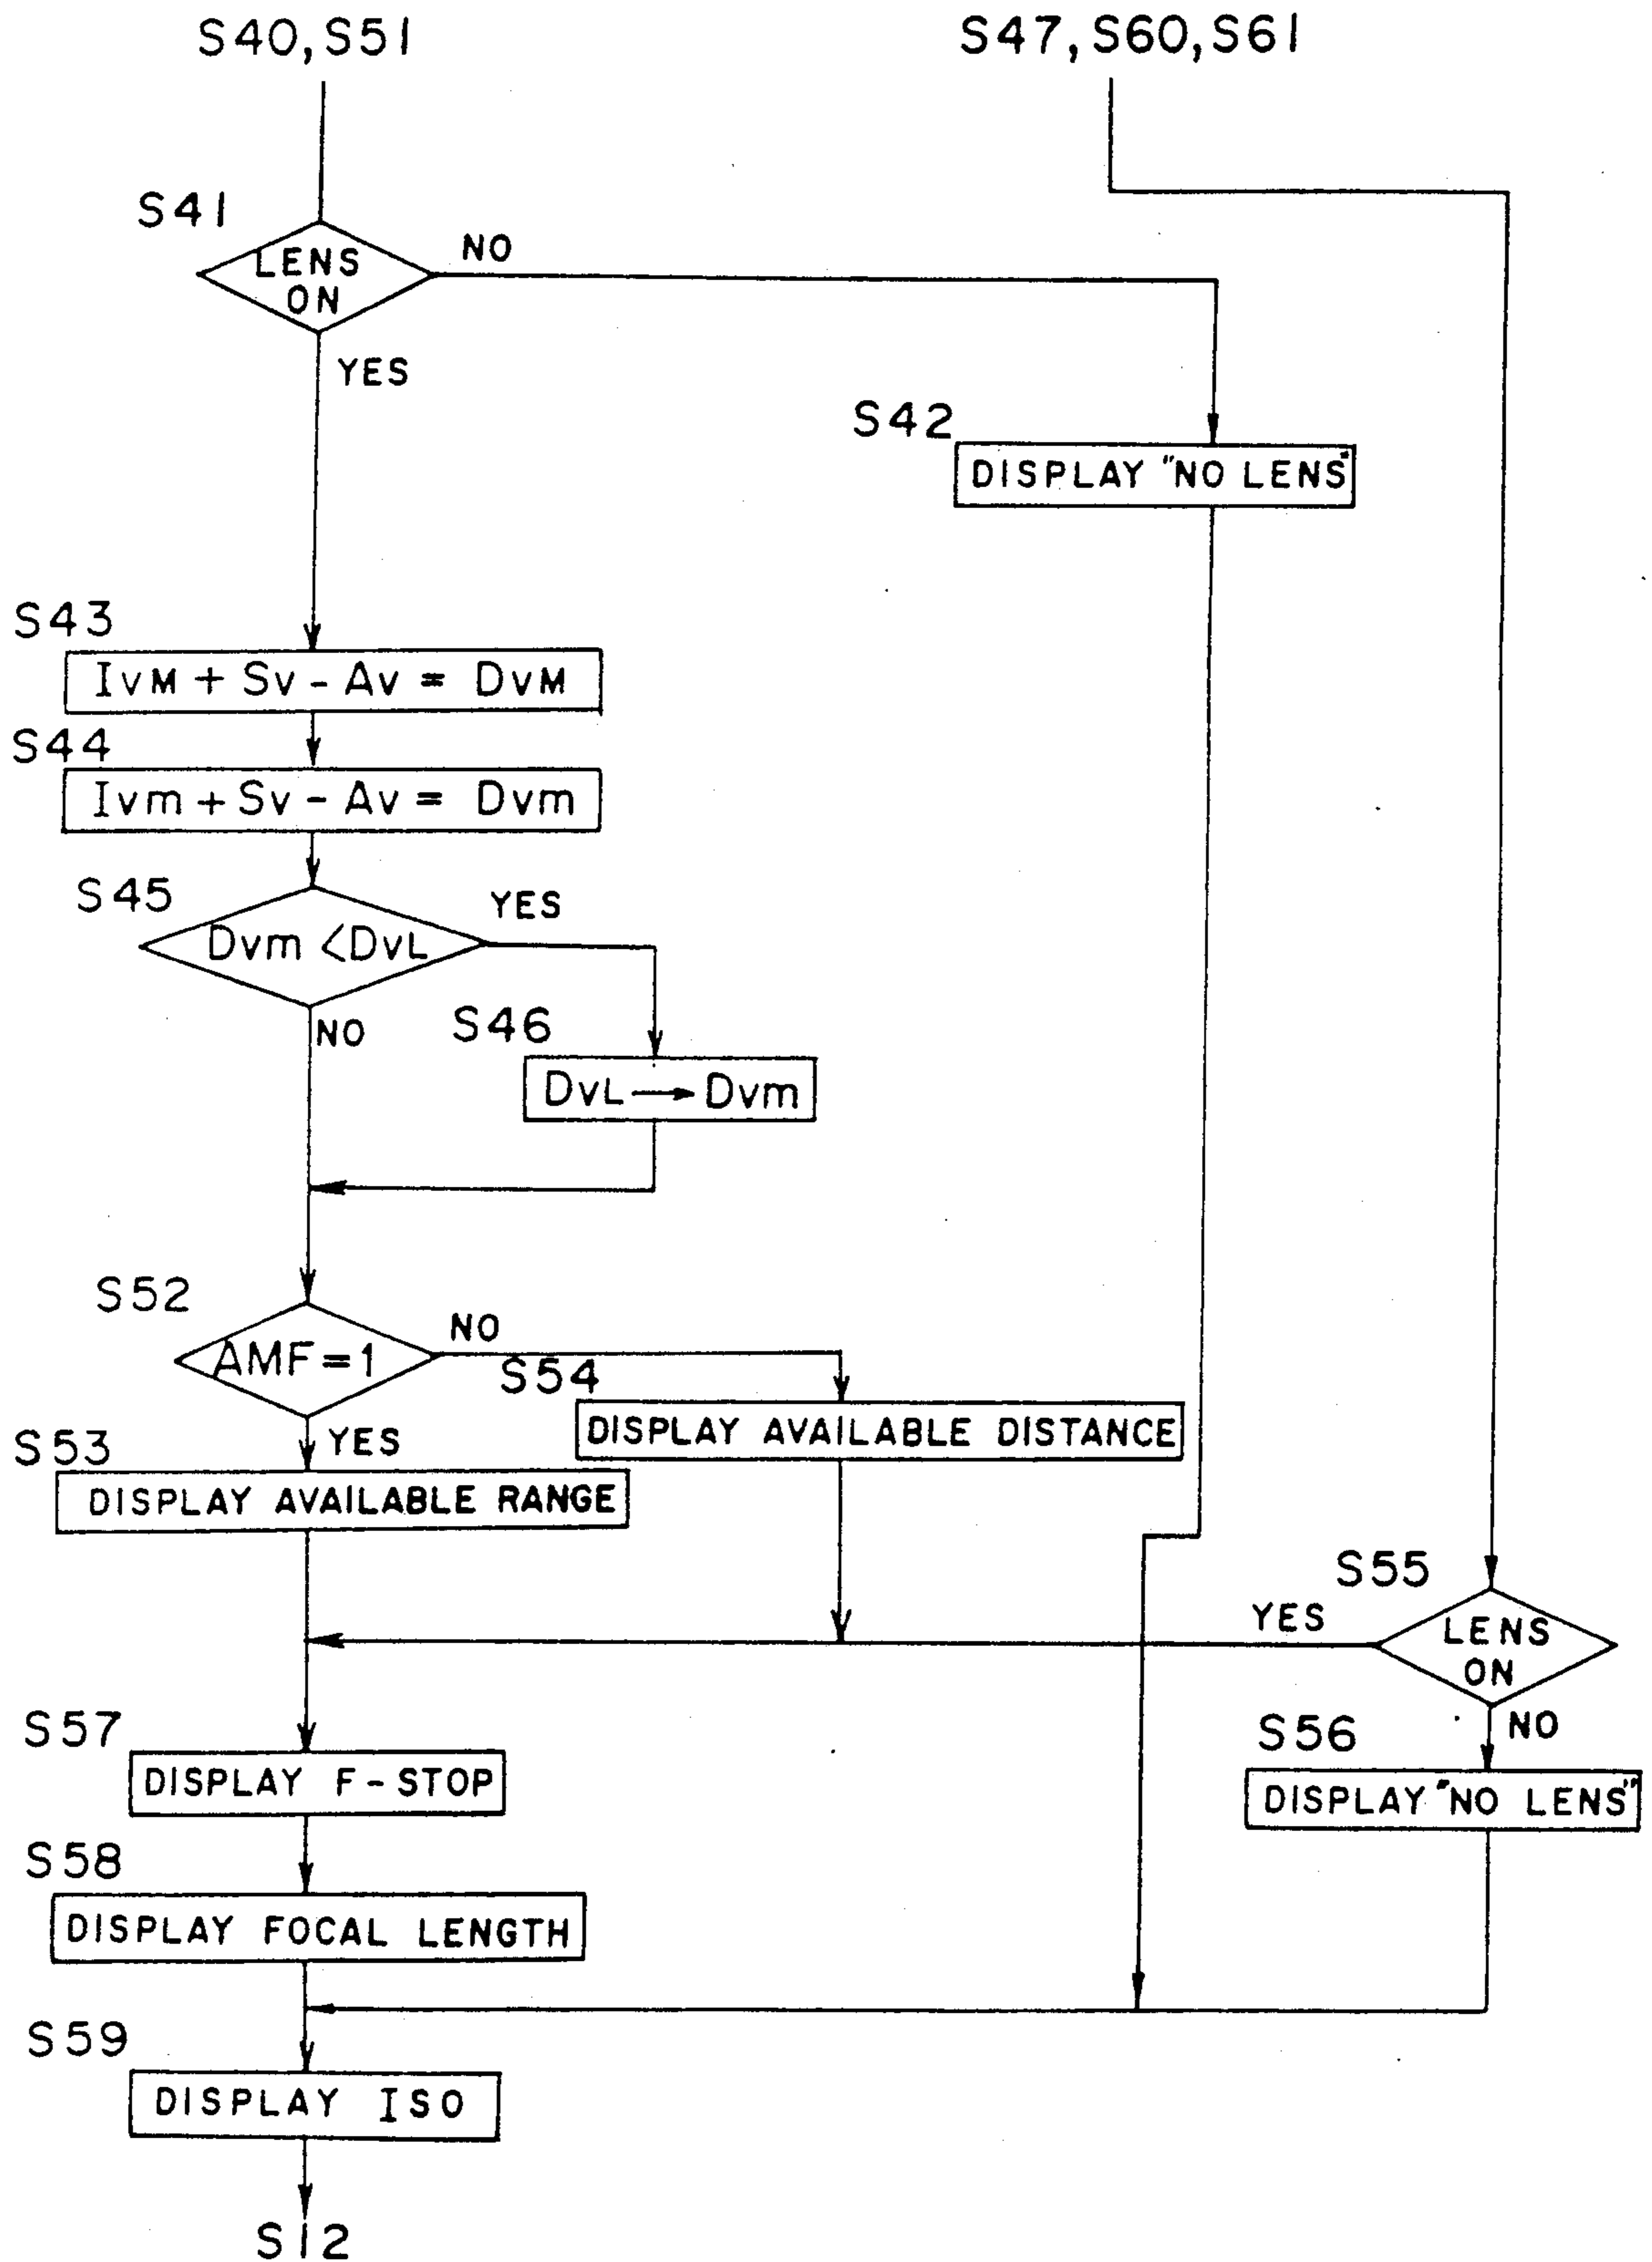 S40, S51
S47, S60, S61
S41
LENS
ON
NO
YES
S42
DISPLAY "NO LENS"
S43
IvM + Sv - Av = DvM
S44
Ivm + Sv - Av = Dvm
S45
Dvm < DvL
YES
NO
S46
DvL → Dvm
S52
AMF = 1
NO
S54
DISPLAY AVAILABLE DISTANCE
YES
S53
DISPLAY AVAILABLE RANGE
S55
YES
LENS
ON
NO
S57
DISPLAY F-STOP
S56
DISPLAY "NO LENS"
S58
DISPLAY FOCAL LENGTH
S59
DISPLAY ISO
S12